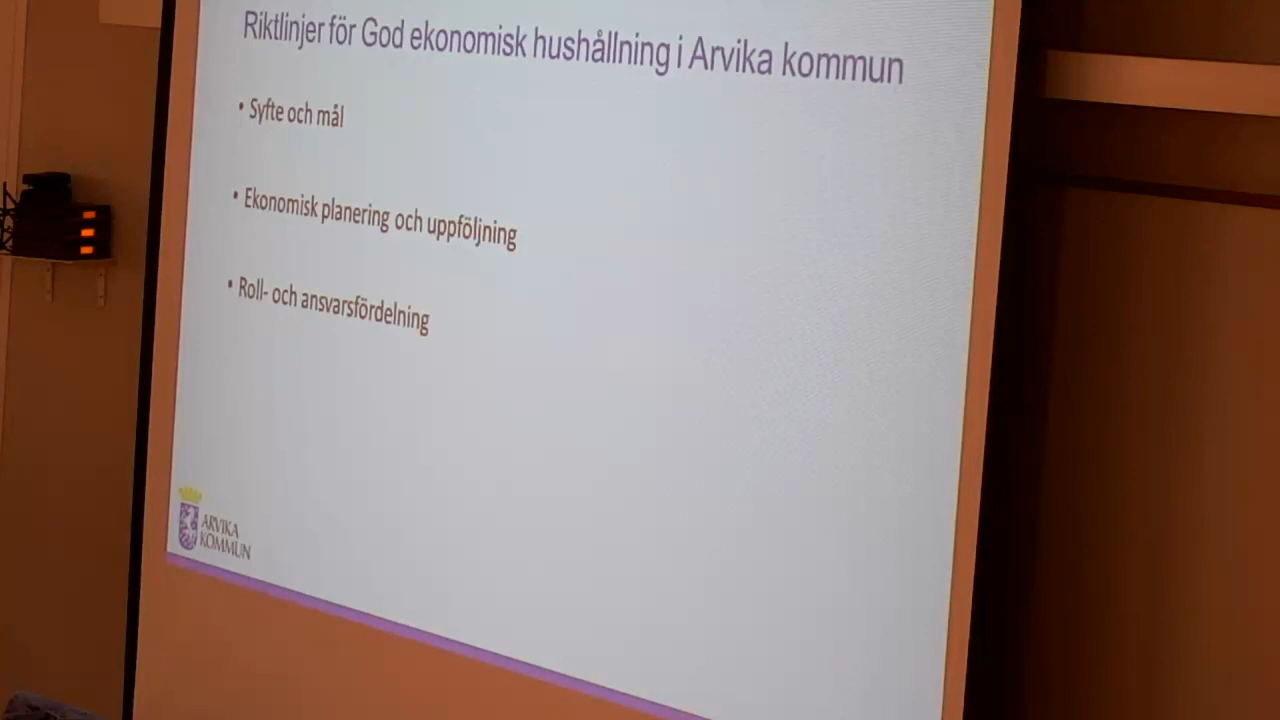 Riktlinjer för God ekonomisk hushållning i Arvika kommun
• Syfte och mål
• Ekonomisk planering och uppföljning
• Roll- och ansvarsfördelning
ARVIKA
KOMMUN